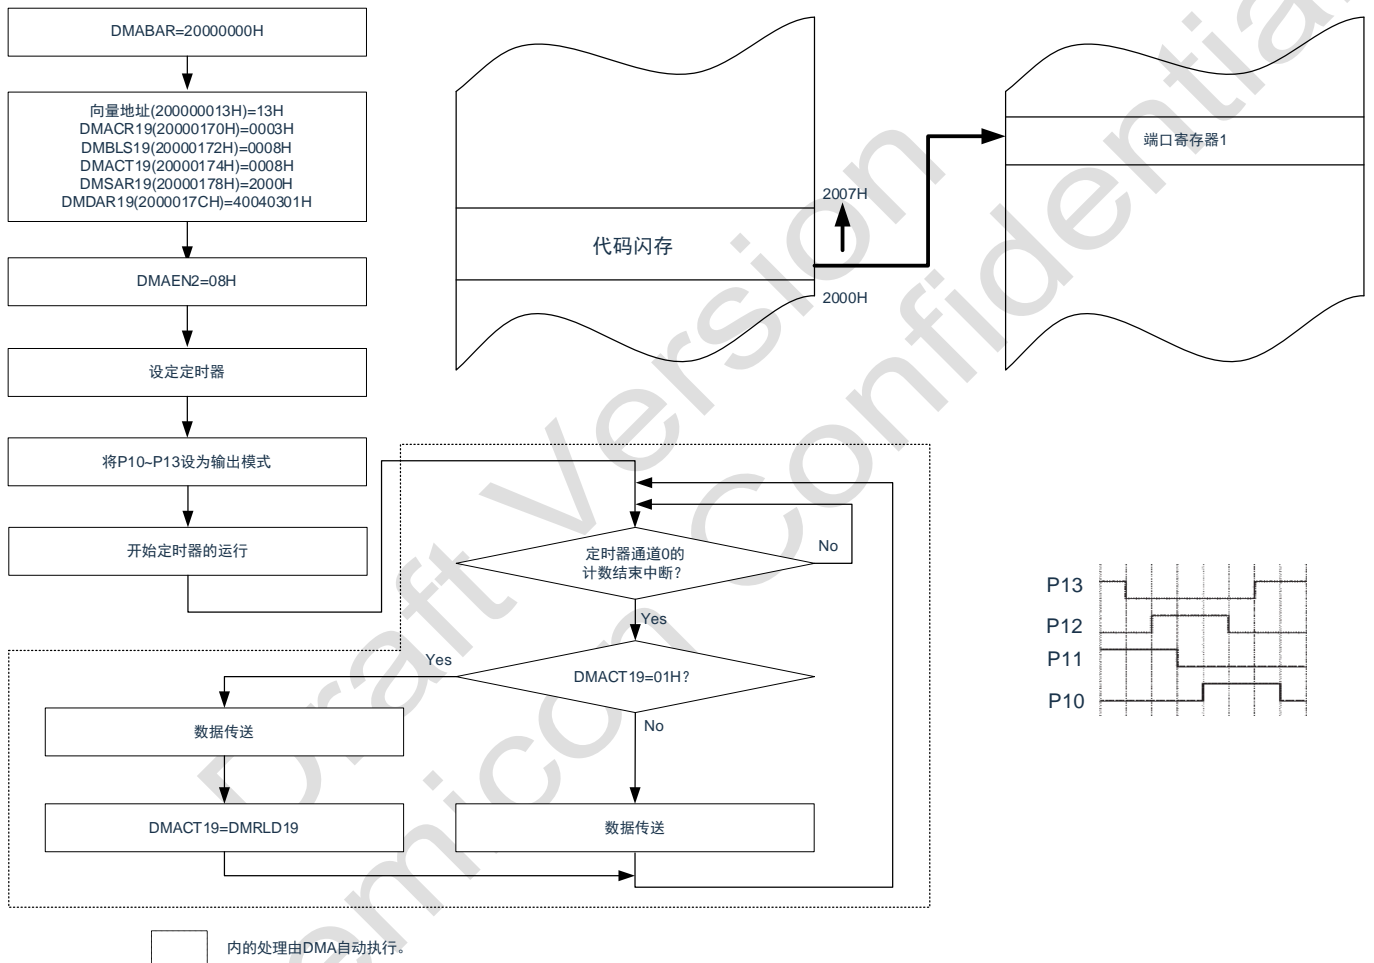 DMABAR=20000000H
向量地址(200000013H)=13H
DMACR19(20000170H)=0003H
DMBLS19(20000172H)=0008H
DMACT19(20000174H)=0008H
DMSAR19(20000178H)=2000H
DMDAR19(2000017CH)=40040301H
DMAEN2=08H
设定定时器
将P10~P13设为输出模式
开始定时器的运行
代码闪存
2007H
2000H
端口寄存器1
定时器通道0的
计数结束中断?
No
Yes
DMACT19=01H?
Yes
No
数据传送
DMACT19=DMRLD19
数据传送
P13
P12
P11
P10
内的处理由DMA自动执行。
Draft Version
Confidential